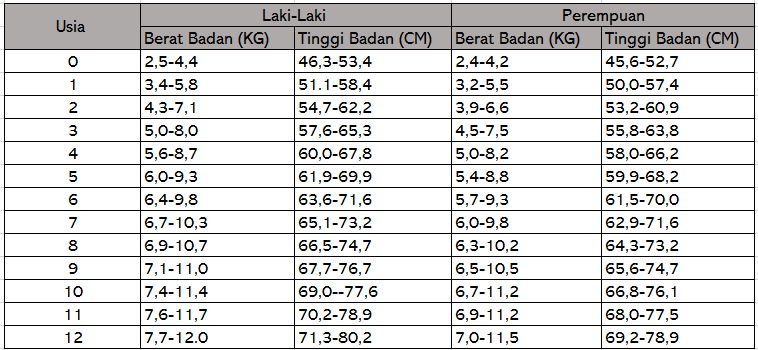 Usia Laki-Laki Perempuan
Berat Badan (KG) Tinggi Badan (CM) Berat Badan (KG) Tinggi Badan (CM)
0 2,5-4,4 46,3-53,4 2,4-4,2 45,6-52,7
1 3,4-5,8 51.1-58,4 3,2-5,5 50,0-57,4
2 4,3-7,1 54,7-62,2 3,9-6,6 53,2-60,9
3 5,0-8,0 57,6-65,3 4,5-7,5 55,8-63,8
4 5,6-8,7 60,0-67,8 5,0-8,2 58,0-66,2
5 6,0-9,3 61,9-69,9 5,4-8,8 59,9-68,2
6 6,4-9,8 63,6-71,6 5,7-9,3 61,5-70,0
7 6,7-10,3 65,1-73,2 6,0-9,8 62,9-71,6
8 6,9-10,7 66,5-74,7 6,3-10,2 64,3-73,2
9 7,1-11,0 67,7-76,7 6,5-10,5 65,6-74,7
10 7,4-11,4 69,0--77,6 6,7-11,2 66,8-76,1
11 7,6-11,7 70,2-78,9 6,9-11,2 68,0-77,5
12 7,7-12.0 71,3-80,2 7,0-11,5 69,2-78,9